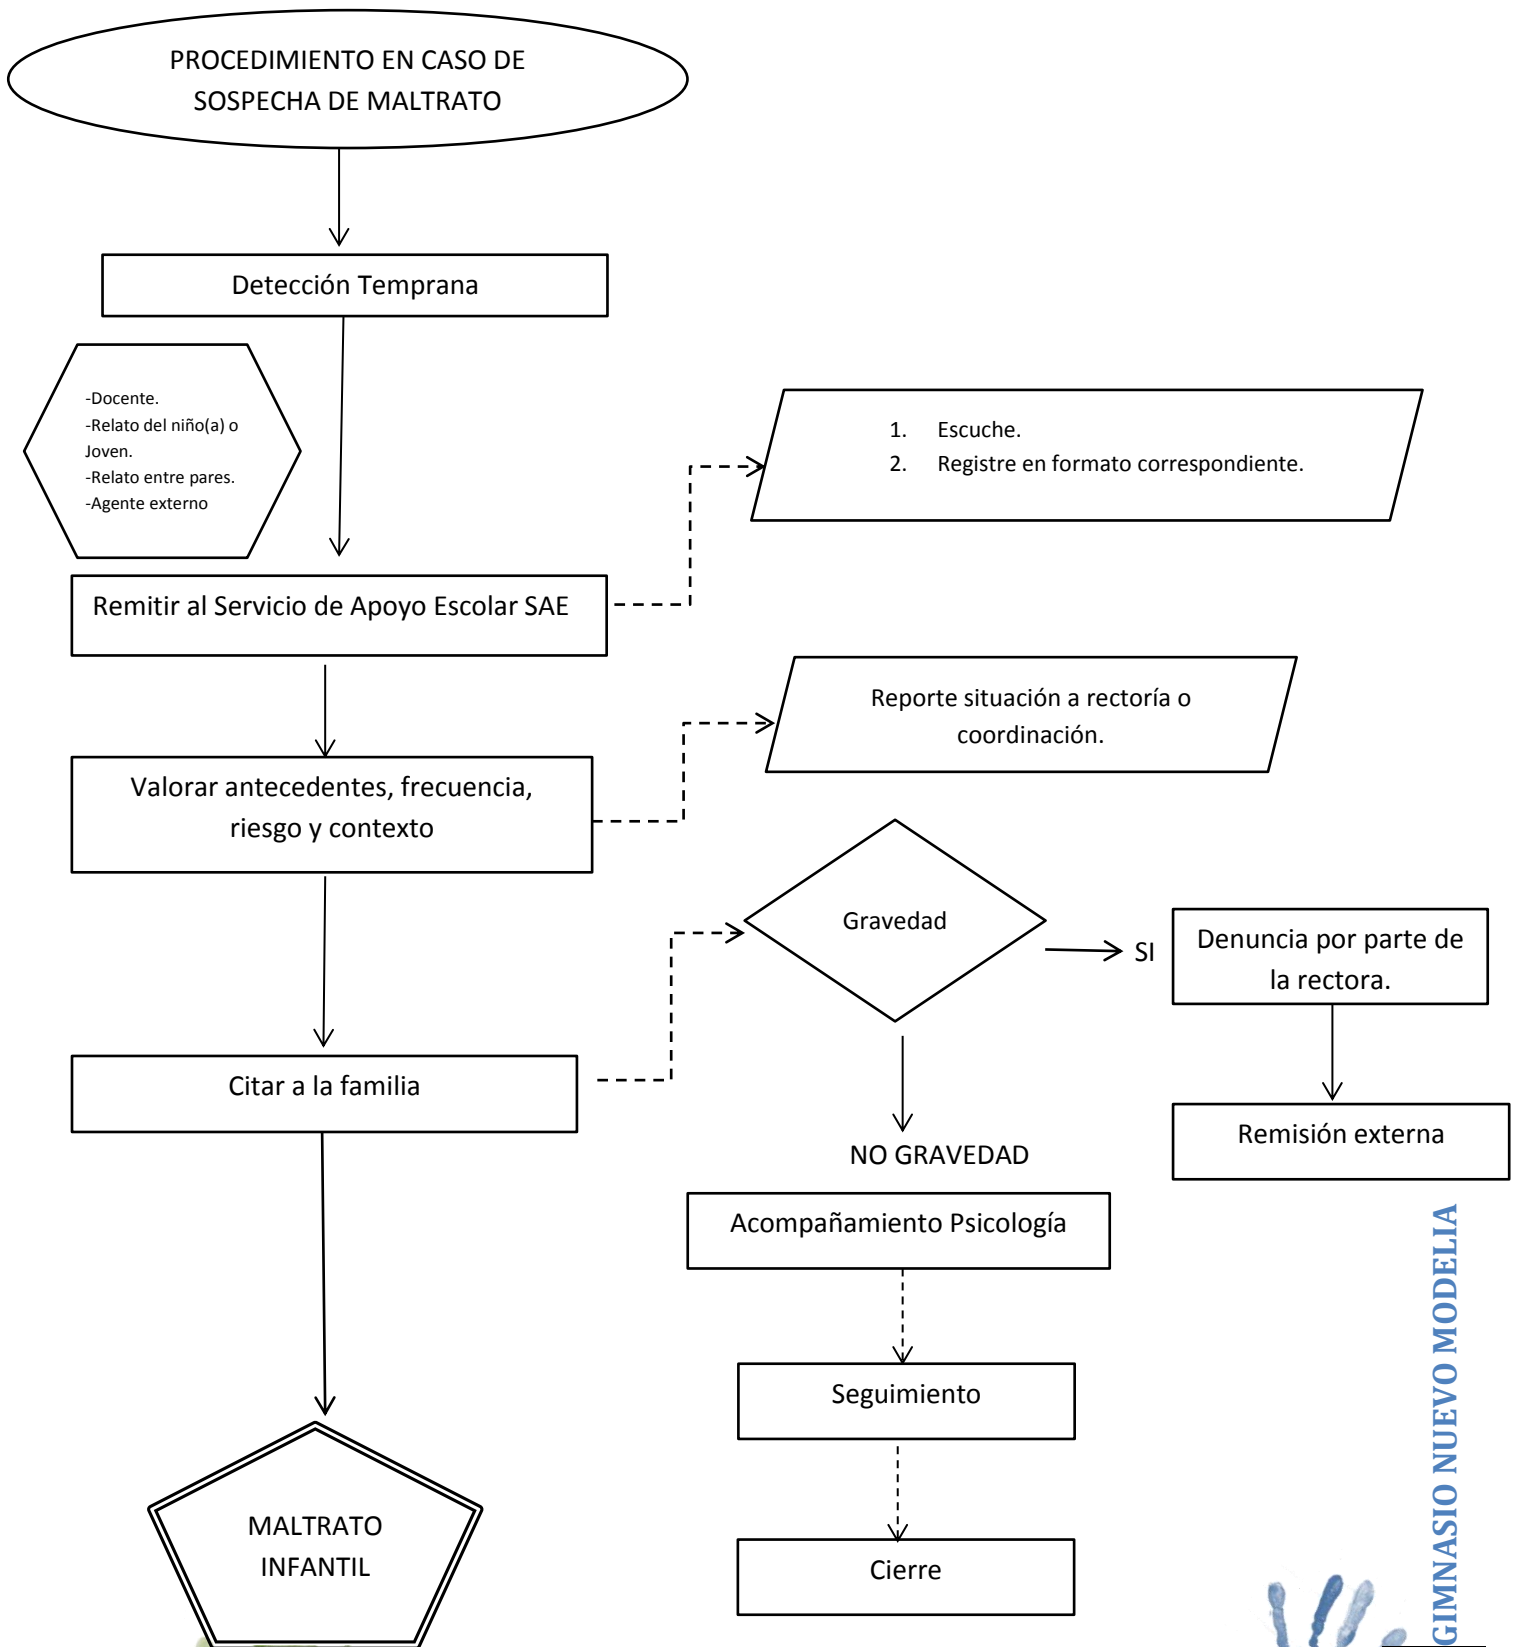 PROCEDIMIENTO EN CASO DE
SOSPECHA DE MALTRATO
Detección Temprana
-Docente.
-Relato del niño(a) o
Joven.
-Relato entre pares.
-Agente externo
1. Escuche.
2. Registre en formato correspondiente.
Remitir al Servicio de Apoyo Escolar SAE
Reporte situación a rectoría o
coordinación.
Valorar antecedentes, frecuencia,
riesgo y contexto
Gravedad
SI
Denuncia por parte de
la rectora.
Citar a la familia
Remisión externa
NO GRAVEDAD
Acompañamiento Psicología
Seguimiento
MALTRATO
INFANTIL
Cierre
GIMNASIO NUEVO MODELIA